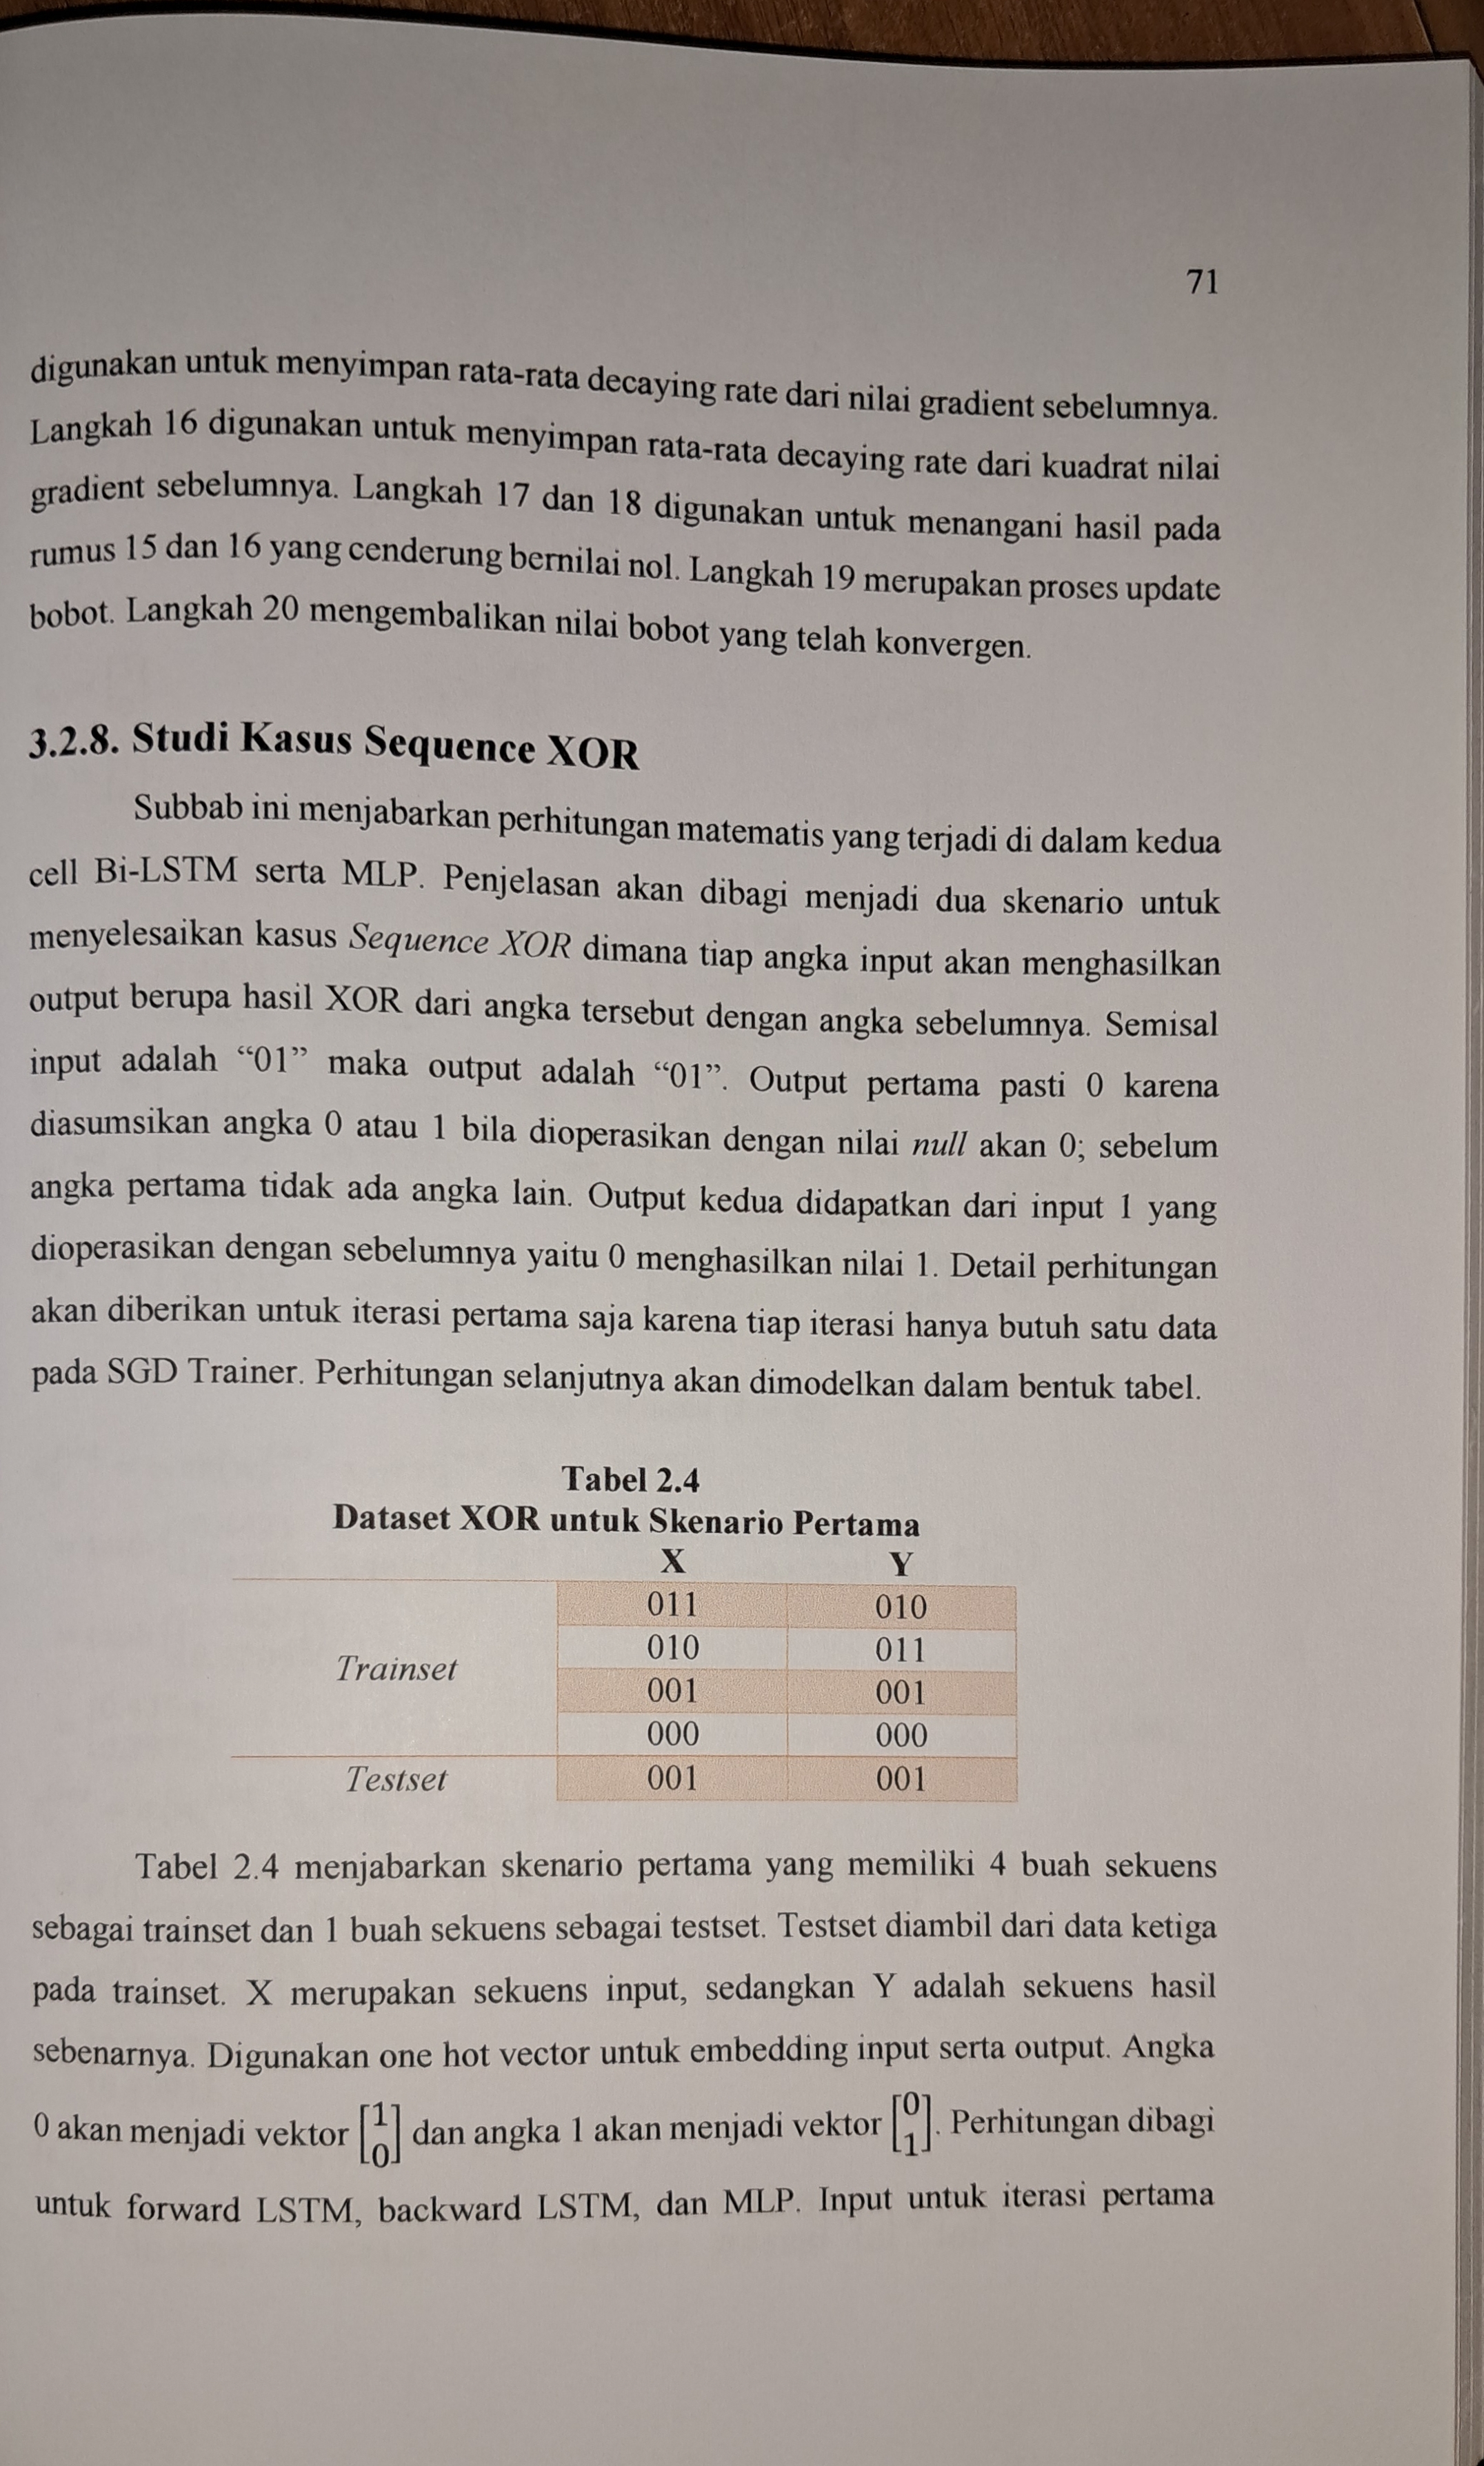 71
digunakan untuk menyimpan rata-rata decaying rate dari nilai gradient sebelumnya.
Langkah 16 digunakan untuk menyimpan rata-rata decaying rate dari kuadrat nilai
gradient sebelumnya. Langkah 17 dan 18 digunakan untuk menangani hasil pada
rumus 15 dan 16 yang cenderung bernilai nol. Langkah 19 merupakan proses update
bobot. Langkah 20 mengembalikan nilai bobot yang telah konvergen.
3.2.8. Studi Kasus Sequence XOR
Subbab ini menjabarkan perhitungan matematis yang terjadi di dalam kedua
cell Bi-LSTM serta MLP. Penjelasan akan dibagi menjadi dua skenario untuk
menyelesaikan kasus Sequence XOR dimana tiap angka input akan menghasilkan
output berupa hasil XOR dari angka tersebut dengan angka sebelumnya. Semisal
input adalah “01” maka output adalah “01”. Output pertama pasti 0 karena
diasumsikan angka 0 atau 1 bila dioperasikan dengan nilai null akan 0; sebelum
angka pertama tidak ada angka lain. Output kedua didapatkan dari input 1 yang
dioperasikan dengan sebelumnya yaitu 0 menghasilkan nilai 1. Detail perhitungan
akan diberikan untuk iterasi pertama saja karena tiap iterasi hanya butuh satu data
pada SGD Trainer. Perhitungan selanjutnya akan dimodelkan dalam bentuk tabel.
Tabel 2.4
Dataset XOR untuk Skenario Pertama
X Y
011 010
010 011
Trainset
001 001
000 000
Testset 001 001
Tabel 2.4 menjabarkan skenario pertama yang memiliki 4 buah sekuens
sebagai trainset dan 1 buah sekuens sebagai testset. Testset diambil dari data ketiga
pada trainset. X merupakan sekuens input, sedangkan Y adalah sekuens hasil
sebenarnya. Digunakan one hot vector untuk embedding input serta output. Angka
0 akan menjadi vektor [1 0] dan angka 1 akan menjadi vektor [0 1]. Perhitungan dibagi
untuk forward LSTM, backward LSTM, dan MLP. Input untuk iterasi pertama